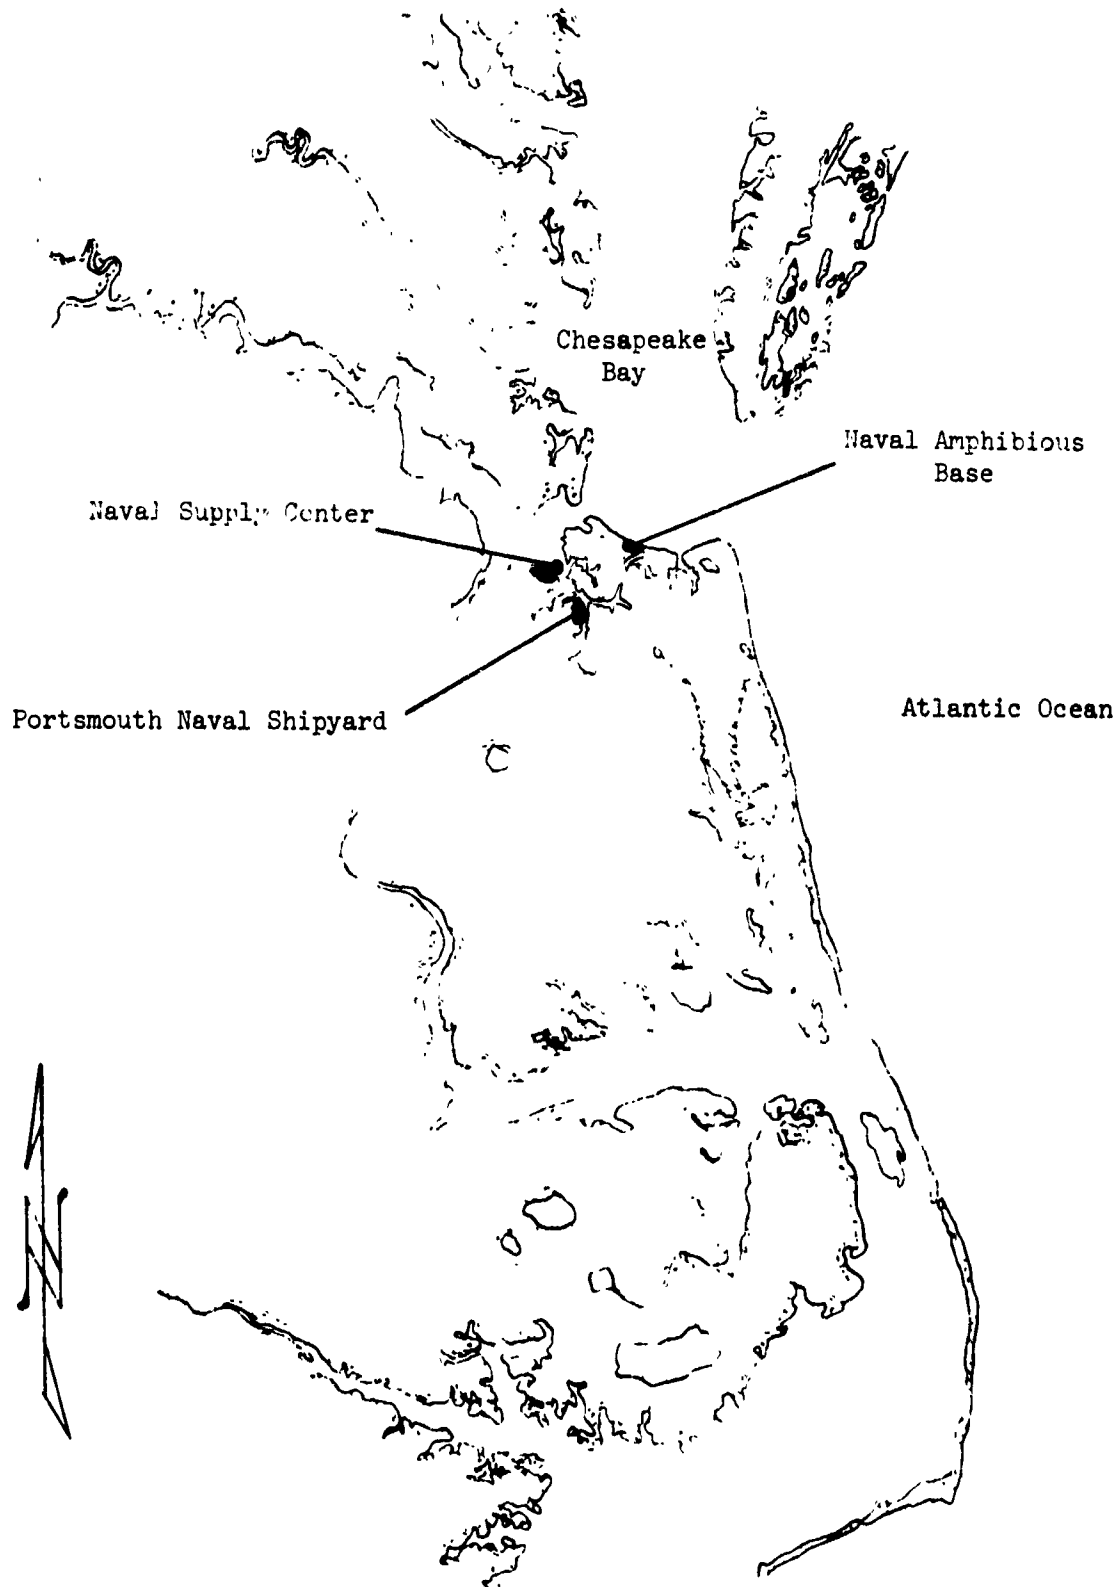 Chesapeake
Bay
Naval Amphibious
Base
Naval Supply Center
Portsmouth Naval Shipyard
Atlantic Ocean
N